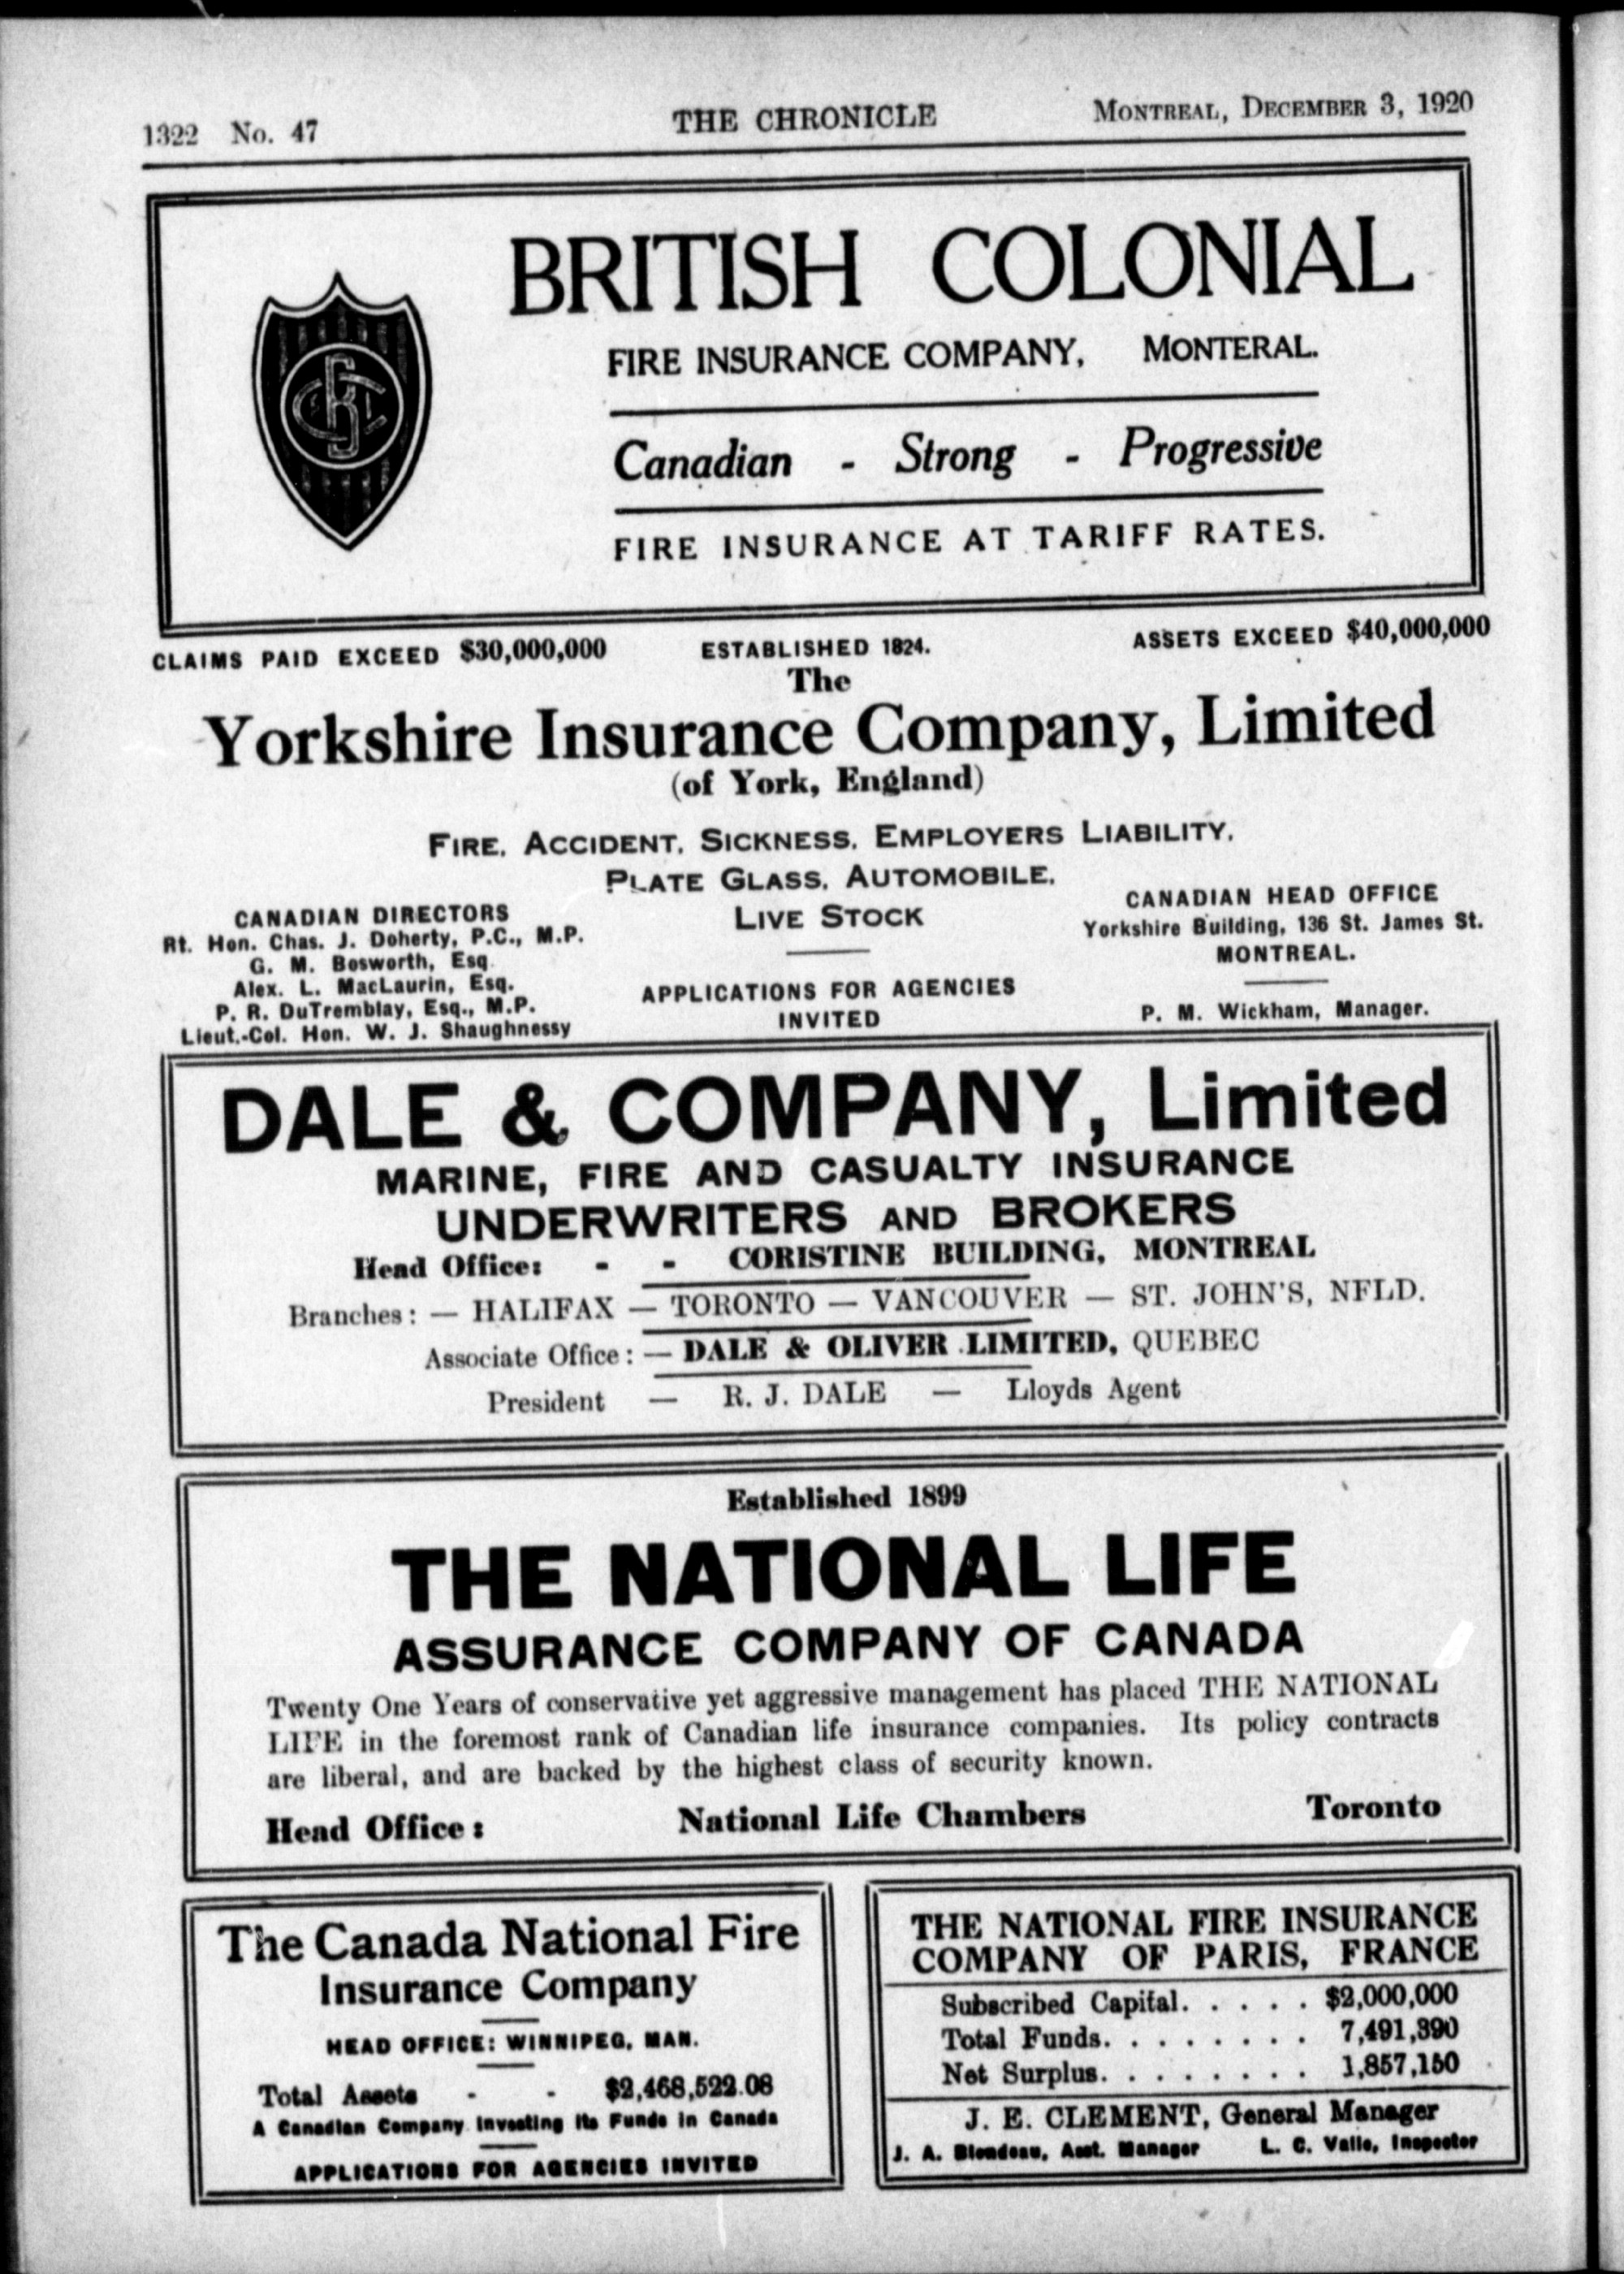 1322 No. 47 THE CHRONICLE MONTREAL, DECEMBER 3, 1920
BRITISH COLONIAL
FIRE INSURANCE COMPANY, MONTERAL.
Canadian - Strong - Progressive
FIRE INSURANCE AT TARIFF RATES.
CLAIMS PAID EXCEED $30,000,000 ESTABLISHED 1824. ASSETS EXCEED $40,000,000
The
Yorkshire Insurance Company, Limited
(of York, England)
FIRE, ACCIDENT, SICKNESS, EMPLOYERS LIABILITY,
PLATE GLASS, AUTOMOBILE,
LIVE STOCK
CANADIAN DIRECTORS
Rt. Hon. Chas. J. Doherty, P.C., M.P.
G. M. Bosworth, Esq.
Alex. L. MacLaurin, Esq.
P. R. DuTremblay, Esq., M.P.
Lieut.-Col. Hon. W. J. Shaughnessy
APPLICATIONS FOR AGENCIES
INVITED
CANADIAN HEAD OFFICE
Yorkshire Building, 136 St. James St.
MONTREAL.
P. M. Wickham, Manager.
DALE & COMPANY, Limited
MARINE, FIRE AND CASUALTY INSURANCE
UNDERWRITERS AND BROKERS
Head Office: - - CORISTINE BUILDING, MONTREAL
Branches: — HALIFAX — TORONTO — VANCOUVER — ST. JOHN'S, NFLD.
Associate Office: — DALE & OLIVER LIMITED, QUEBEC
President — R. J. DALE — Lloyds Agent
Established 1899
THE NATIONAL LIFE
ASSURANCE COMPANY OF CANADA
Twenty One Years of conservative yet aggressive management has placed THE NATIONAL
LIFE in the foremost rank of Canadian life insurance companies. Its policy contracts
are liberal, and are backed by the highest class of security known.
Head Office: National Life Chambers Toronto
The Canada National Fire
Insurance Company
HEAD OFFICE: WINNIPEG, MAN.
Total Assets - - $2,468,522.08
A Canadian Company Investing Its Funds in Canada
APPLICATIONS FOR AGENCIES INVITED
THE NATIONAL FIRE INSURANCE
COMPANY OF PARIS, FRANCE
Subscribed Capital. . . . . $2,000,000
Total Funds. . . . . . . . 7,491,390
Net Surplus. . . . . . . . 1,857,150
J. E. CLEMENT, General Manager
J. A. Blondeau, Asst. Manager L. C. Valle, Inspector